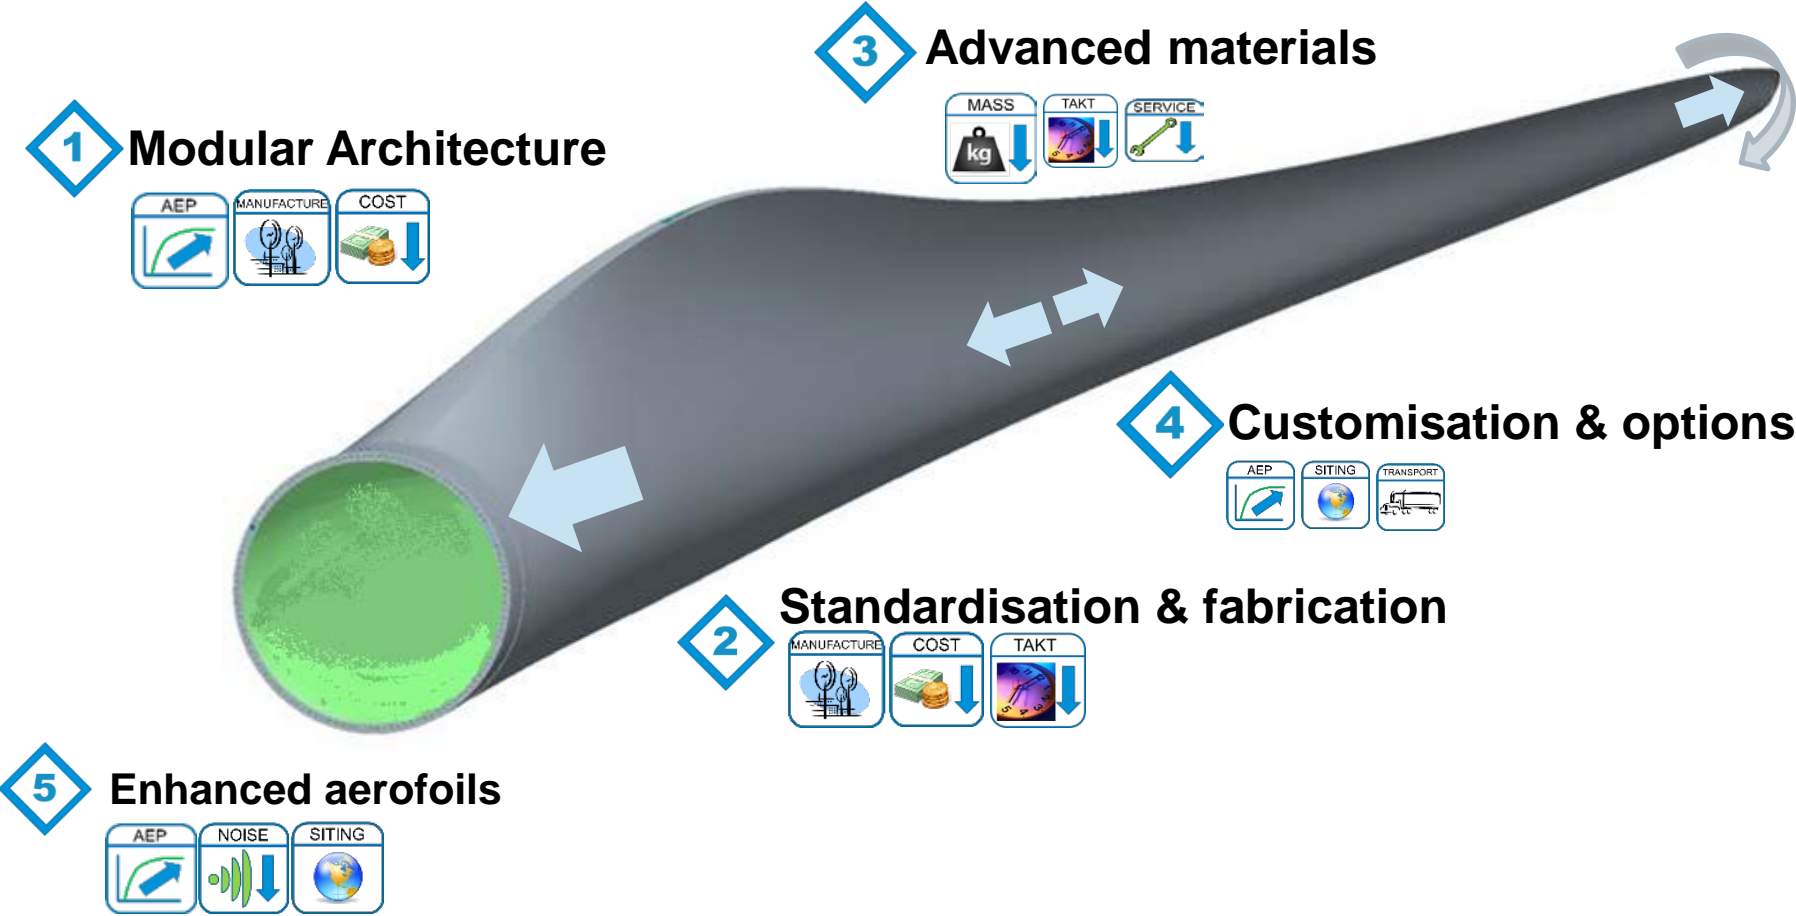 1
Modular Architecture
AEP
MANUFACTURE
COST
3
Advanced materials
MASS
kg
TAKT
SERVICE
4
Customisation & options
AEP
SITING
TRANSPORT
2
Standardisation & fabrication
MANUFACTURE
COST
TAKT
5
Enhanced aerofoils
AEP
NOISE
SITING